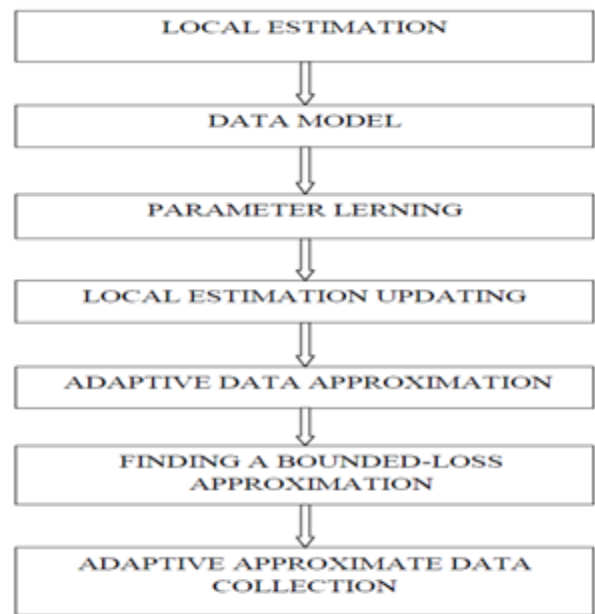 LOCAL ESTIMATION
DATA MODEL
PARAMETER LERNING
LOCAL ESTIMATION UPDATING
ADAPTIVE DATA APPROXIMATION
FINDING A BOUNDED-LOSS
APPROXIMATION
ADAPTIVE APPROXIMATE DATA
COLLECTION